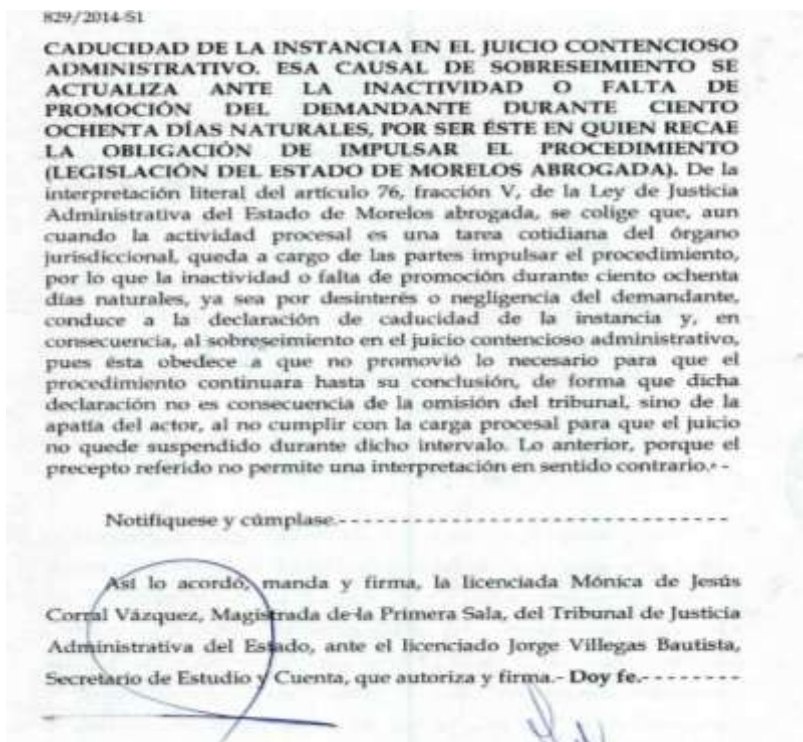 829/2014-S1
CADUCIDAD DE LA INSTANCIA EN EL JUICIO CONTENCIOSO
ADMINISTRATIVO. ESA CAUSAL DE SOBRESEIMIENTO SE
ACTUALIZA ANTE LA INACTIVIDAD O FALTA DE
PROMOCIÓN DEL DEMANDANTE DURANTE CIENTO
OCHENTA DÍAS NATURALES, POR SER ÉSTE EN QUIEN RECAE
LA OBLIGACIÓN DE IMPULSAR EL PROCEDIMIENTO
(LEGISLACIÓN DEL ESTADO DE MORELOS ABROGADA). De la
interpretación literal del artículo 76, fracción V, de la Ley de Justicia
Administrativa del Estado de Morelos abrogada, se colige que, aun
cuando la actividad procesal es una tarea cotidiana del órgano
jurisdiccional, queda a cargo de las partes impulsar el procedimiento,
por lo que la inactividad o falta de promoción durante ciento ochenta
días naturales, ya sea por desinterés o negligencia del demandante,
conduce a la declaración de caducidad de la instancia y, en
consecuencia, al sobreseimiento en el juicio contencioso administrativo,
pues ésta obedece a que no promovió lo necesario para que el
procedimiento continuara hasta su conclusión, de forma que dicha
declaración no es consecuencia de la omisión del tribunal, sino de la
apatía del actor, al no cumplir con la carga procesal para que el juicio
no quede suspendido durante dicho intervalo. Lo anterior, porque el
precepto referido no permite una interpretación en sentido contrario.- -
Notifíquese y cúmplase.- - - - - - - - - - - - - - - - - - - - - - - - - - - - - - -
Así lo acordó, manda y firma, la licenciada Mónica de Jesús
Corral Vázquez, Magistrada de la Primera Sala, del Tribunal de Justicia
Administrativa del Estado, ante el licenciado Jorge Villegas Bautista,
Secretario de Estudio y Cuenta, que autoriza y firma.- Doy fe.- - - - - - - -